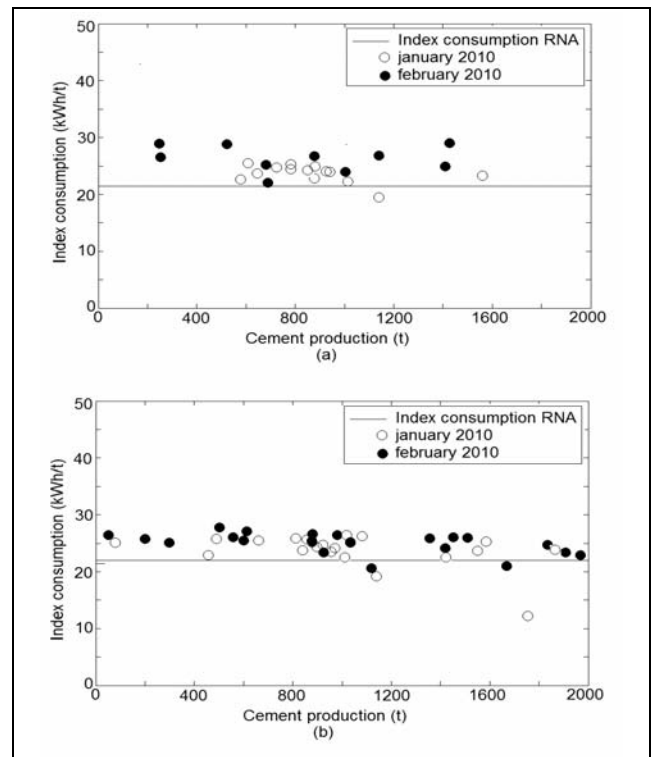 50
40
30
20
10
0
Index consumption (kWh/t)
Index consumption RNA
january 2010
february 2010
0 400 800 1200 1600 2000
Cement production (t)
(a)
50
40
30
20
10
0
Index consumption (kWh/t)
Index consumption RNA
january 2010
february 2010
0 400 800 1200 1600 2000
Cement production (t)
(b)